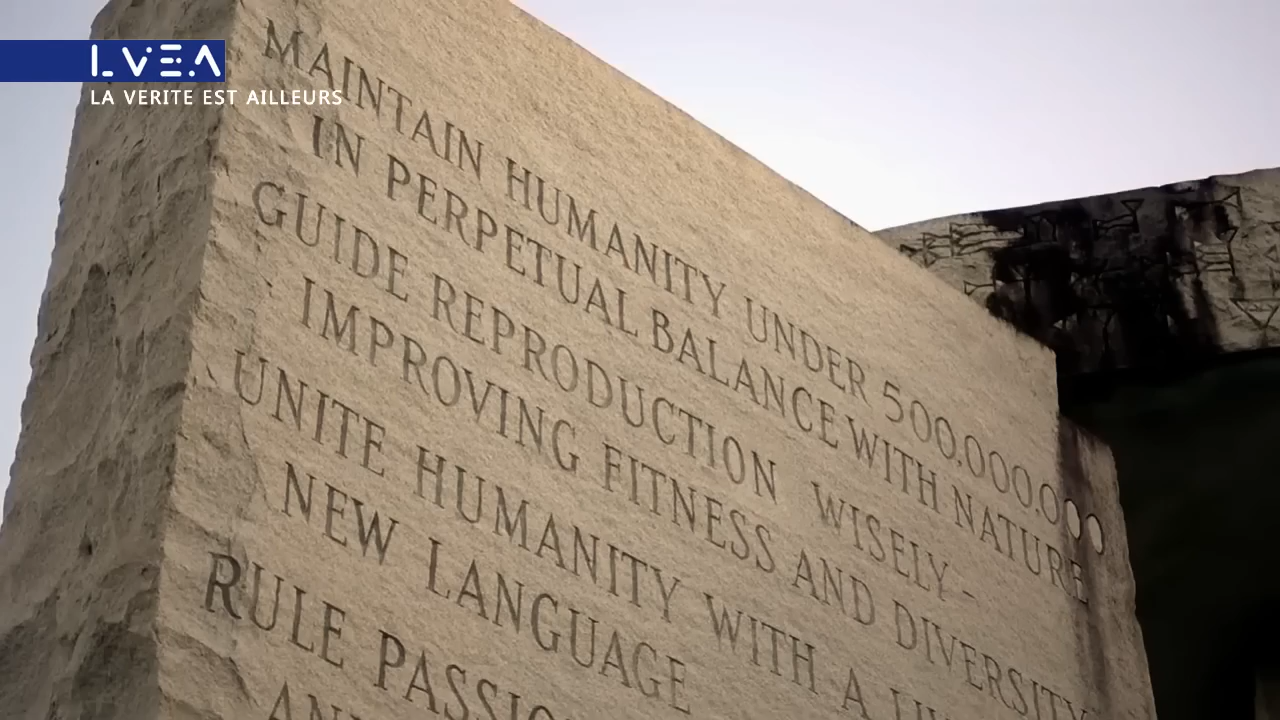 LVEA
LA VERITE EST AILLEURS
MAINTAIN HUMANITY UNDER 500,000,000
IN PERPETUAL BALANCE WITH NATURE
GUIDE REPRODUCTION WISELY-
IMPROVING FITNESS AND DIVERSITY
UNITE HUMANITY WITH A
NEW LANGUAGE
RULE